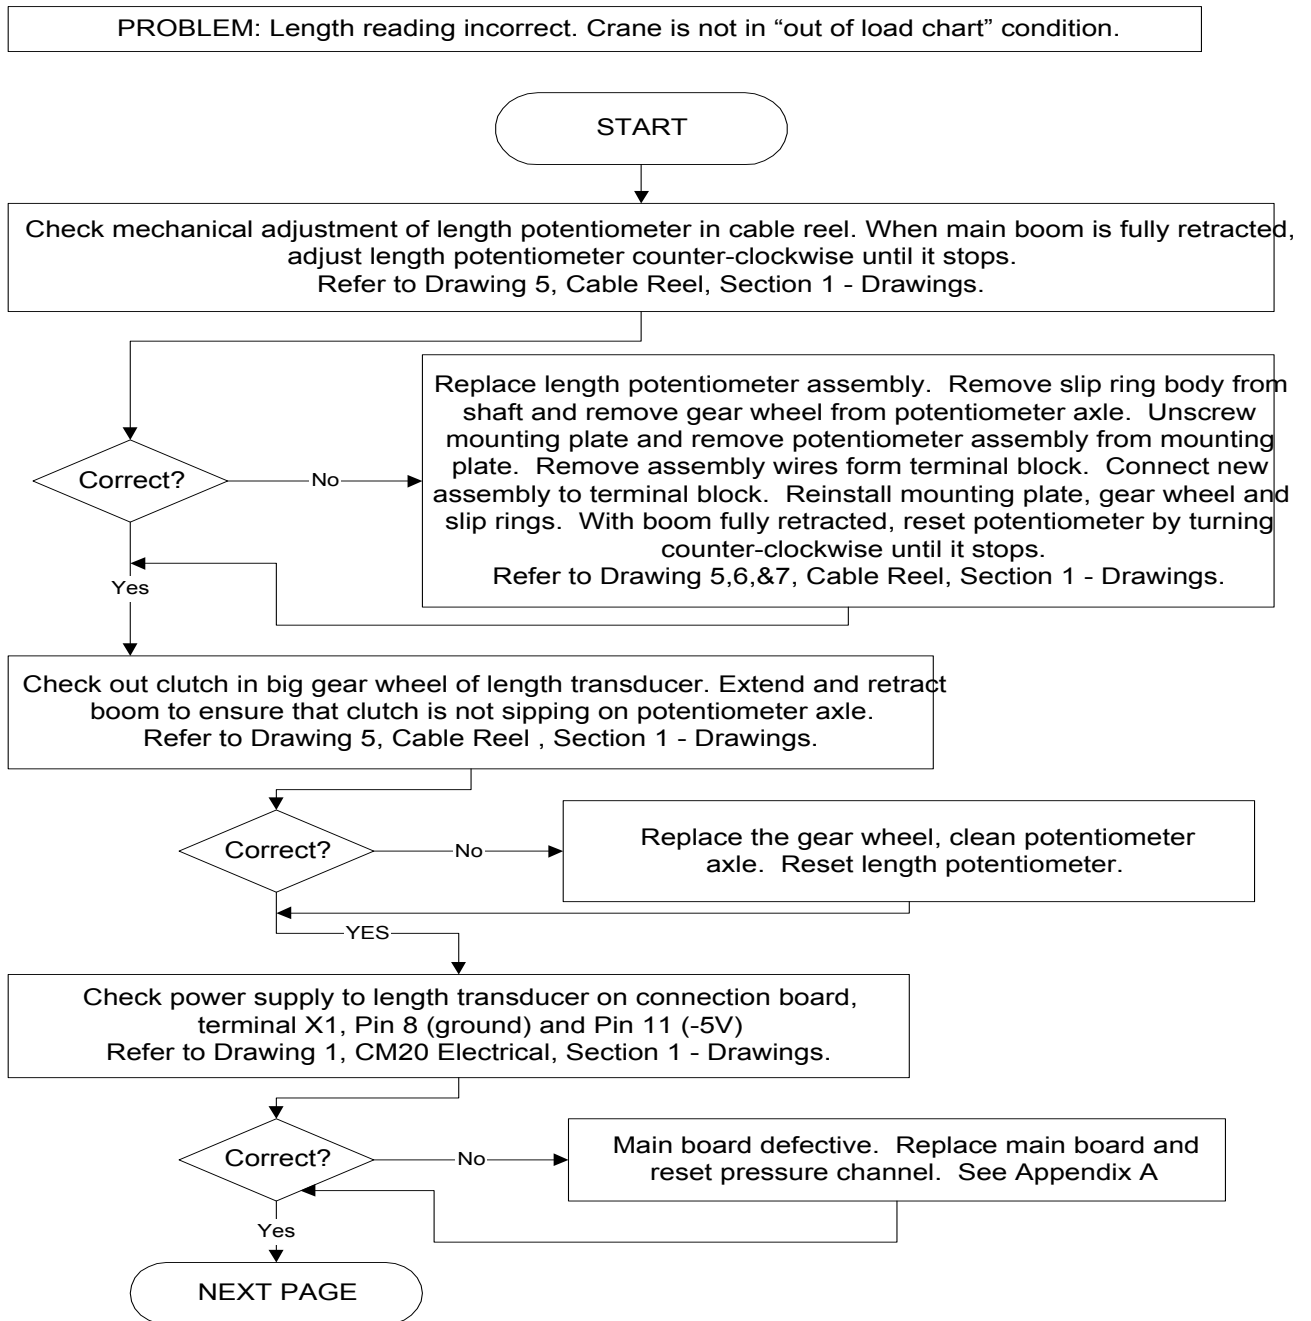 PROBLEM: Length reading incorrect. Crane is not in “out of load chart” condition.
START
Check mechanical adjustment of length potentiometer in cable reel. When main boom is fully retracted,
adjust length potentiometer counter-clockwise until it stops.
Refer to Drawing 5, Cable Reel, Section 1 - Drawings.
Correct?
No
Replace length potentiometer assembly. Remove slip ring body from
shaft and remove gear wheel from potentiometer axle. Unscrew
mounting plate and remove potentiometer assembly from mounting
plate. Remove assembly wires form terminal block. Connect new
assembly to terminal block. Reinstall mounting plate, gear wheel and
slip rings. With boom fully retracted, reset potentiometer by turning
counter-clockwise until it stops.
Refer to Drawing 5,6,&7, Cable Reel, Section 1 - Drawings.
Yes
Check out clutch in big gear wheel of length transducer. Extend and retract
boom to ensure that clutch is not sipping on potentiometer axle.
Refer to Drawing 5, Cable Reel , Section 1 - Drawings.
Correct?
No
Replace the gear wheel, clean potentiometer
axle. Reset length potentiometer.
YES
Check power supply to length transducer on connection board,
terminal X1, Pin 8 (ground) and Pin 11 (-5V)
Refer to Drawing 1, CM20 Electrical, Section 1 - Drawings.
Correct?
No
Main board defective. Replace main board and
reset pressure channel. See Appendix A
Yes
NEXT PAGE